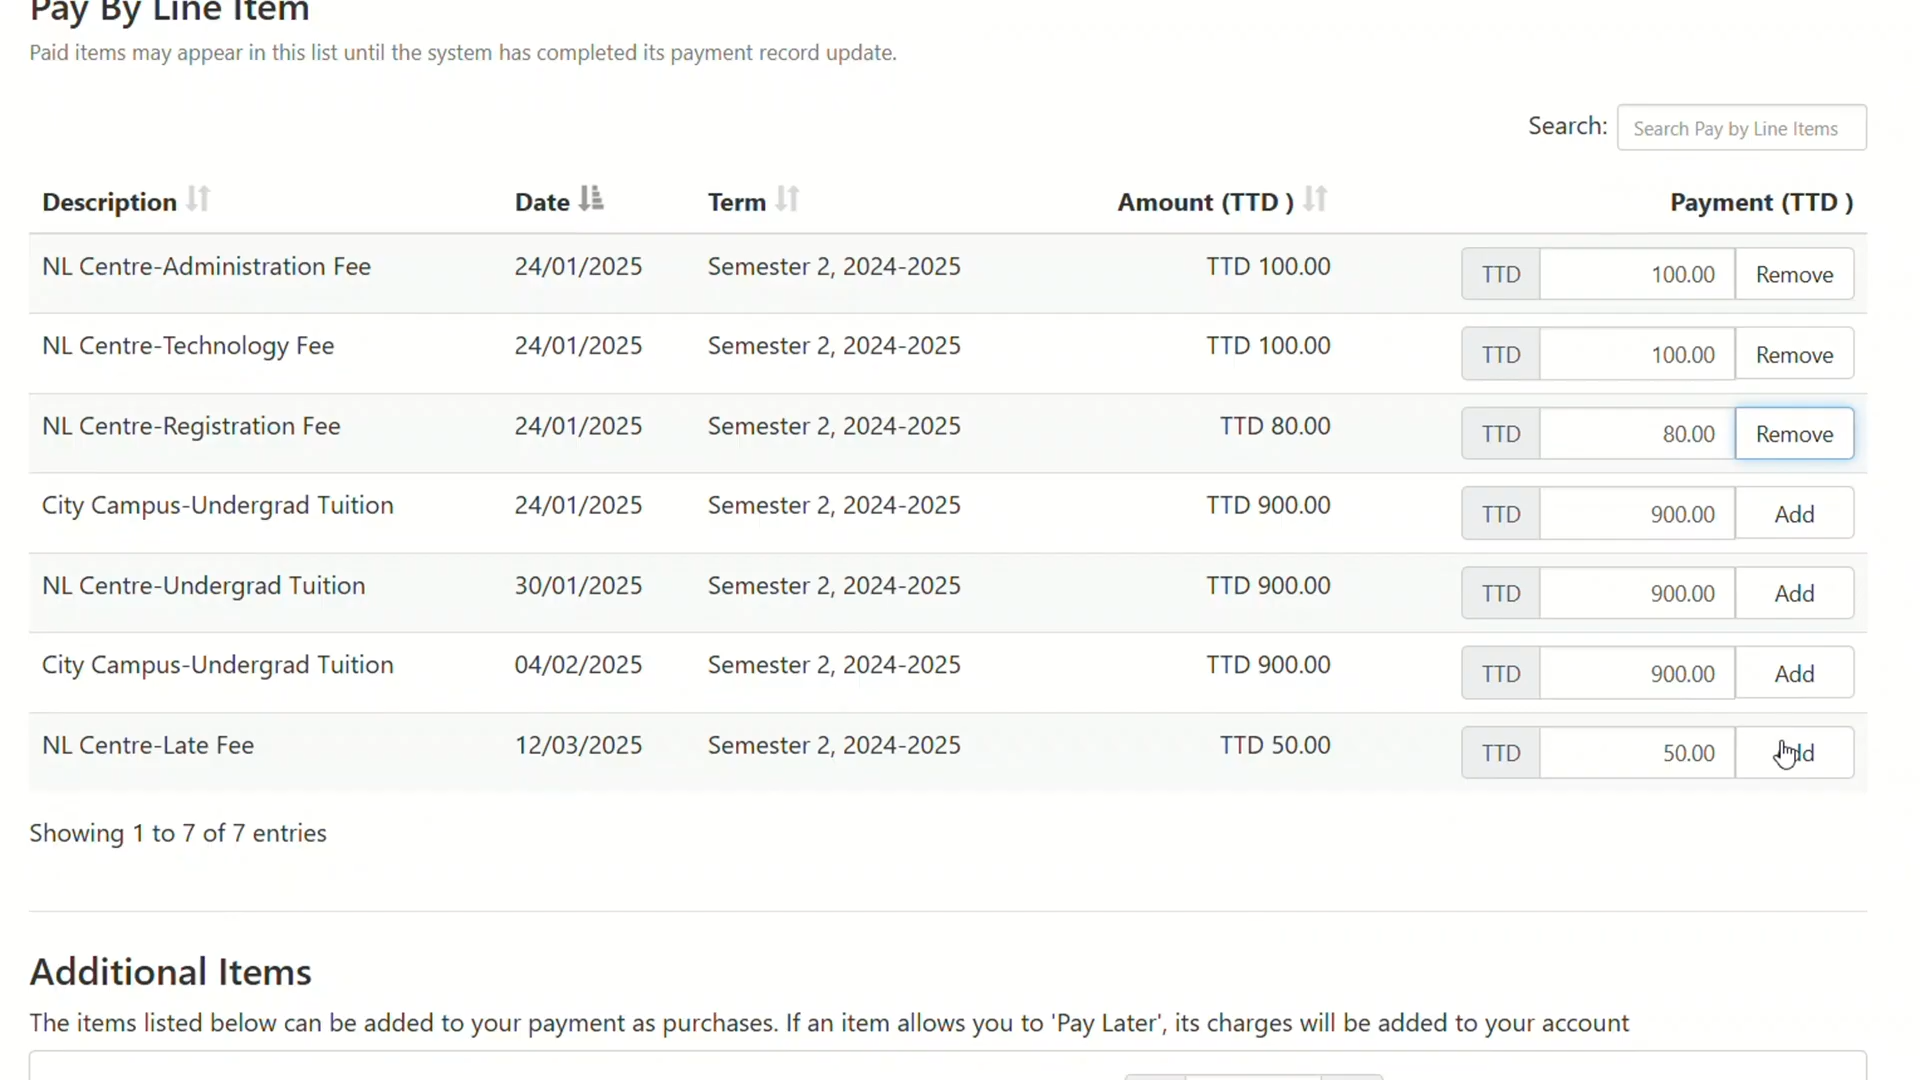 Pay By Line Item
Paid items may appear in this list until the system has completed its payment record update.
Search: Search Pay by Line Items
Description Date Term Amount (TTD ) Payment (TTD )
NL Centre-Administration Fee 24/01/2025 Semester 2, 2024-2025 TTD 100.00 TTD 100.00 Remove
NL Centre-Technology Fee 24/01/2025 Semester 2, 2024-2025 TTD 100.00 TTD 100.00 Remove
NL Centre-Registration Fee 24/01/2025 Semester 2, 2024-2025 TTD 80.00 TTD 80.00 Remove
City Campus-Undergrad Tuition 24/01/2025 Semester 2, 2024-2025 TTD 900.00 TTD 900.00 Add
NL Centre-Undergrad Tuition 30/01/2025 Semester 2, 2024-2025 TTD 900.00 TTD 900.00 Add
City Campus-Undergrad Tuition 04/02/2025 Semester 2, 2024-2025 TTD 900.00 TTD 900.00 Add
NL Centre-Late Fee 12/03/2025 Semester 2, 2024-2025 TTD 50.00 TTD 50.00 Add
Showing 1 to 7 of 7 entries
Additional Items
The items listed below can be added to your payment as purchases. If an item allows you to 'Pay Later', its charges will be added to your account